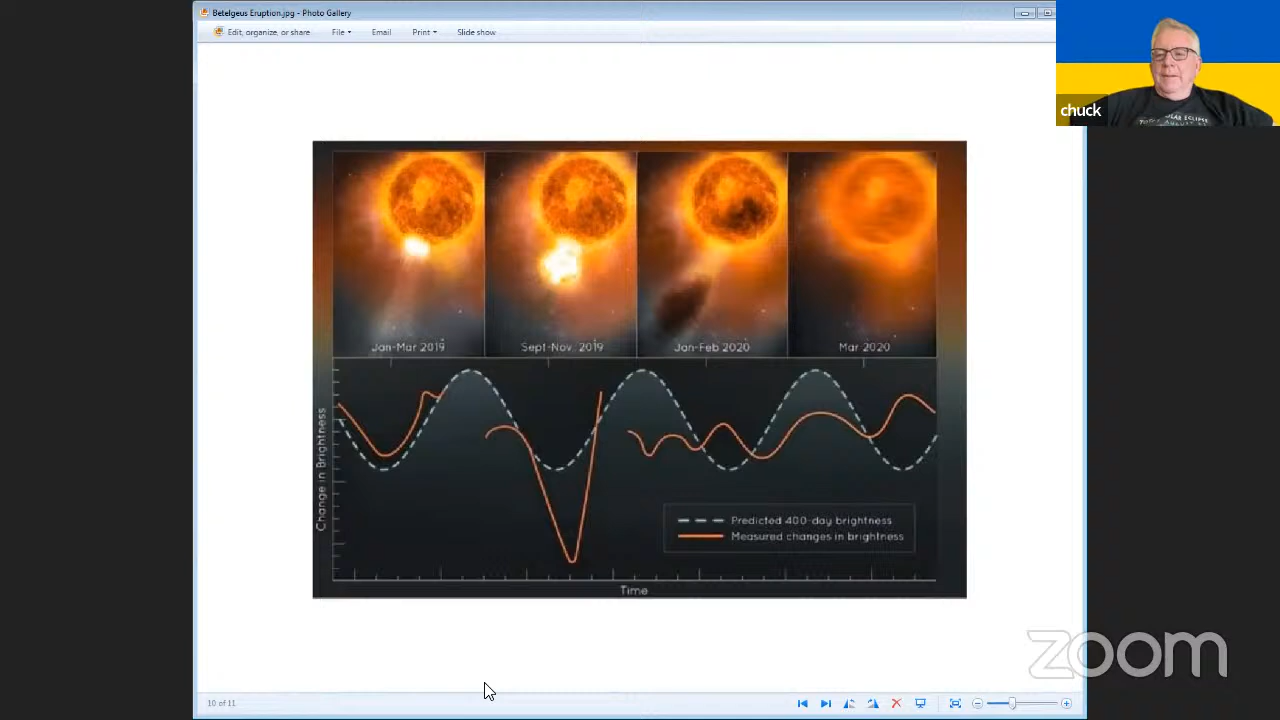 Betelgeus Eruption.jpg - Photo Gallery
Edit, organize, or share File Email Print Slide show
chuck
Jan-Mar 2019 Sept-Nov, 2019 Jan-Feb 2020 Mar 2020
Change in Brightness
Predicted 400-day brightness
Measured changes in brightness
Time
zoom
10 of 11